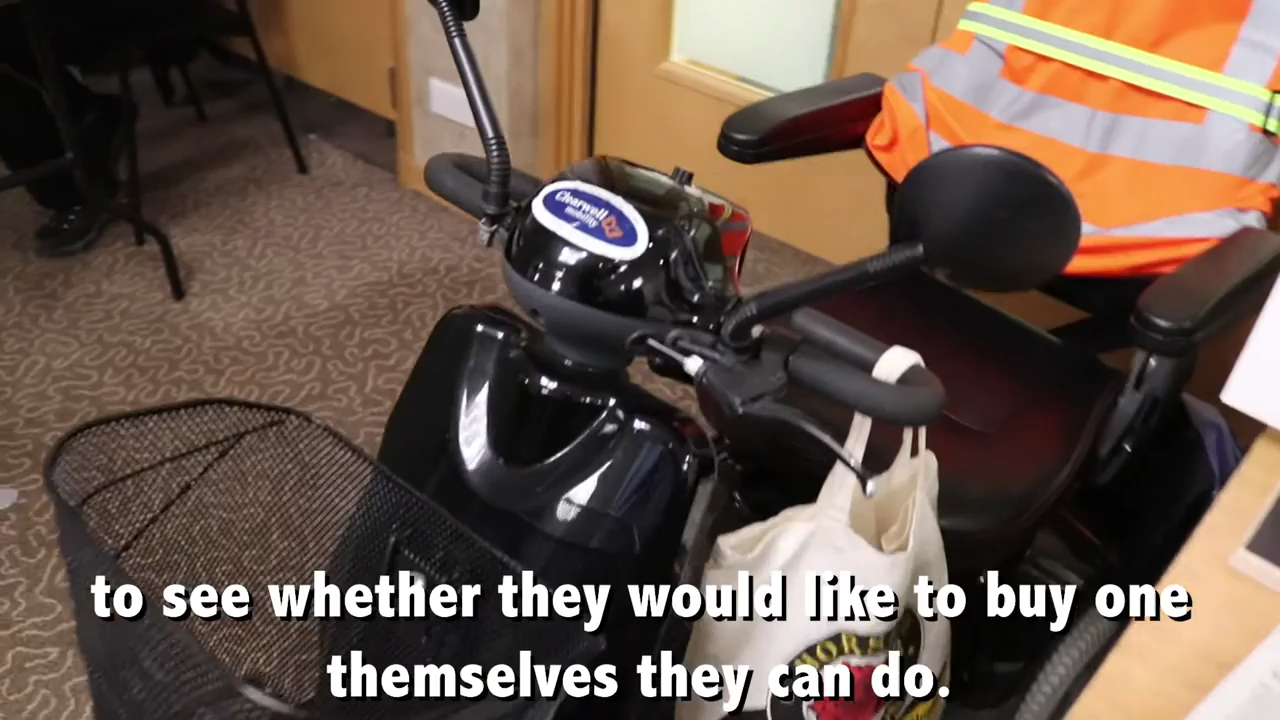 Clearwell
mobility
to see whether they would like to buy one
themselves they can do.